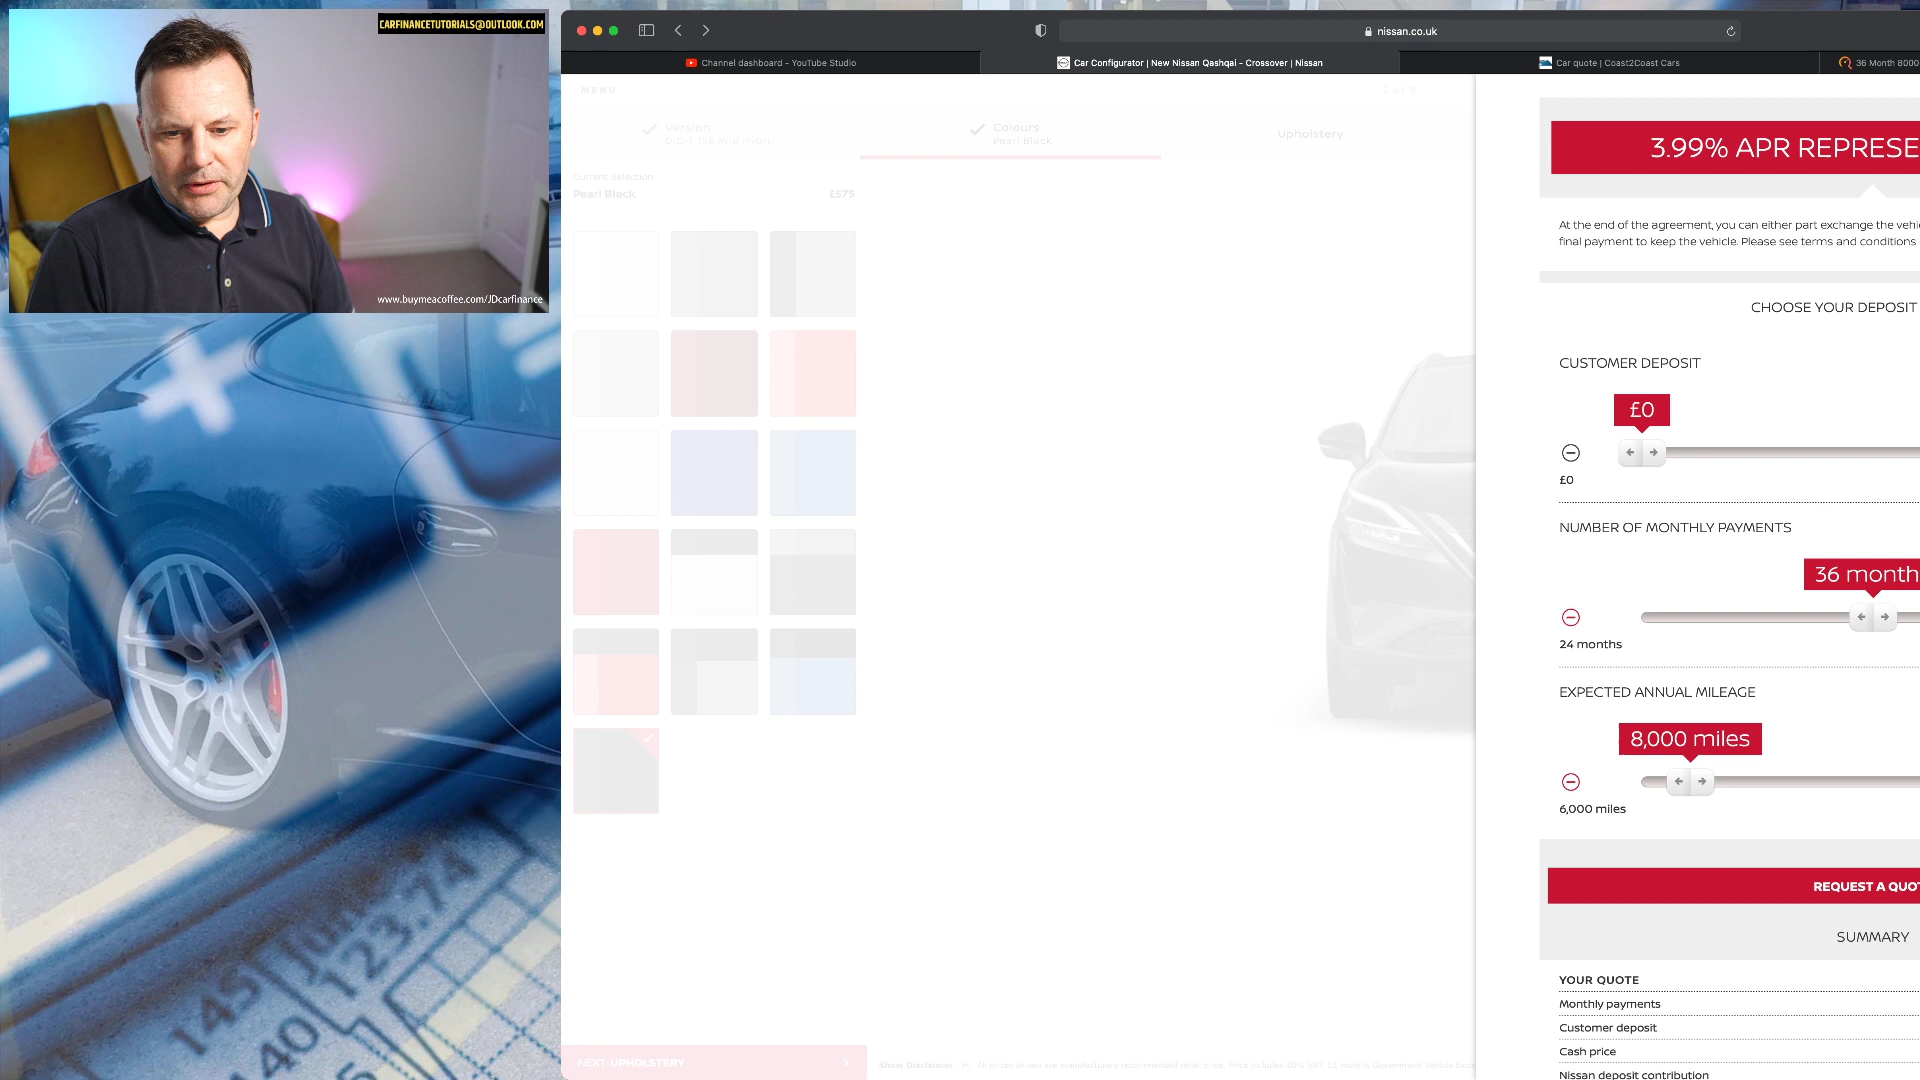 CARFINANCETUTORIALS@OUTLOOK.COM
www.buymeacoffee.com/JDcarfinance
nissan.co.uk
Channel dashboard - YouTube Studio
Car Configurator | New Nissan Qashqai - Crossover | Nissan
Car quote | Coast2Coast Cars
36 Month 8000
MENU
2 of 5
Version
DIG-T 158 Mild Hybri..
Colours
Pearl Black
Upholstery
Current Selection
Pearl Black
£575
3.99% APR REPRESE
At the end of the agreement, you can either part exchange the vehi
final payment to keep the vehicle. Please see terms and conditions
CHOOSE YOUR DEPOSIT
CUSTOMER DEPOSIT
£0
£0
NUMBER OF MONTHLY PAYMENTS
36 month
24 months
EXPECTED ANNUAL MILEAGE
8,000 miles
6,000 miles
REQUEST A QUO
SUMMARY
YOUR QUOTE
Monthly payments
Customer deposit
Cash price
Nissan deposit contribution
NEXT: UPHOLSTERY
Show Disclaimer
All prices shown are manufacturers recommended retail price. Price includes 20% VAT, 12 months Government Vehicle Exci
145
40
123.74